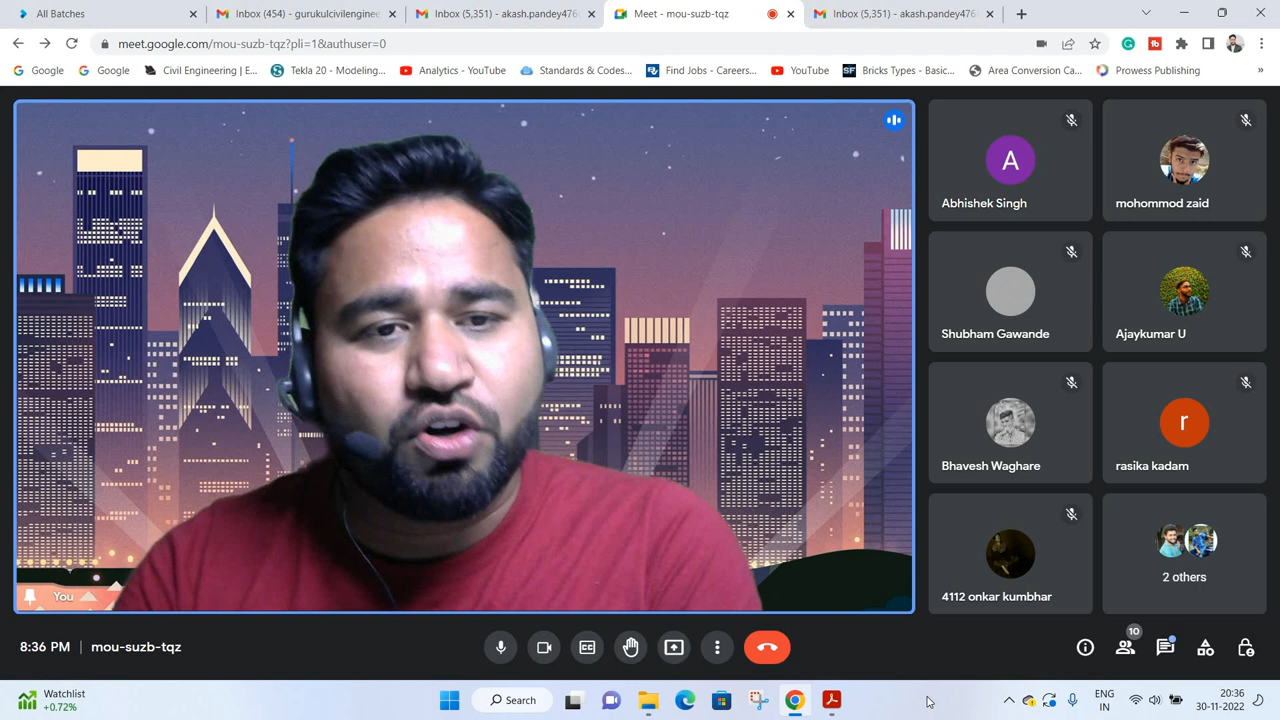 All Batches
Inbox (454) - gurukulcivilenginee
Inbox (5,351) - akash.pandey476
Meet - mou-suzb-tqz
Inbox (5,351) - akash.pandey476
meet.google.com/mou-suzb-tqz?pli=1&authuser=0
Google
Google
Civil Engineering | E...
Tekla 20 - Modeling...
Analytics - YouTube
Standards & Codes...
Find Jobs - Careers...
YouTube
SF
Bricks Types - Basic...
Area Conversion Ca...
Prowess Publishing
»
A
Abhishek Singh
mohommod zaid
Shubham Gawande
Ajaykumar U
Bhavesh Waghare
r
rasika kadam
4112 onkar kumbhar
2 others
You
8:36 PM | mou-suzb-tqz
10
Watchlist
+0.72%
Search
ENG
IN
20:36
30-11-2022